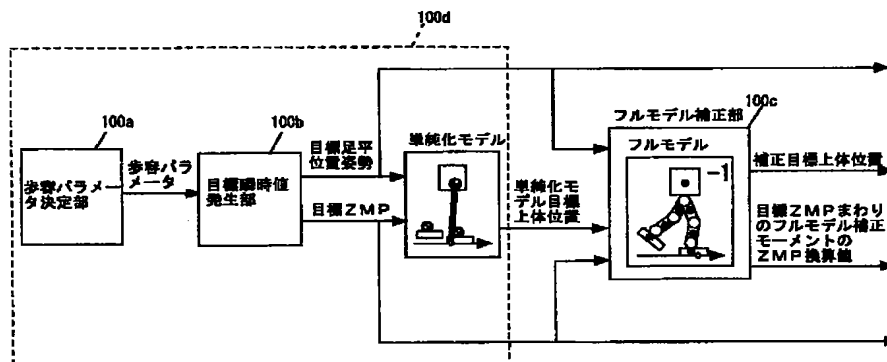 100d
100a
歩容パラメー
タ決定部
歩容パラ
メータ
100b
目標瞬時値
発生部
目標足平
位置姿勢
目標ZMP
単純化モデル
単純化モ
デル目標
上体位置
フルモデル補正部
100c
フルモデル
-1
補正目標上体位置
目標ZMPまわり
のフルモデル補正
モーメントの
ZMP換算値